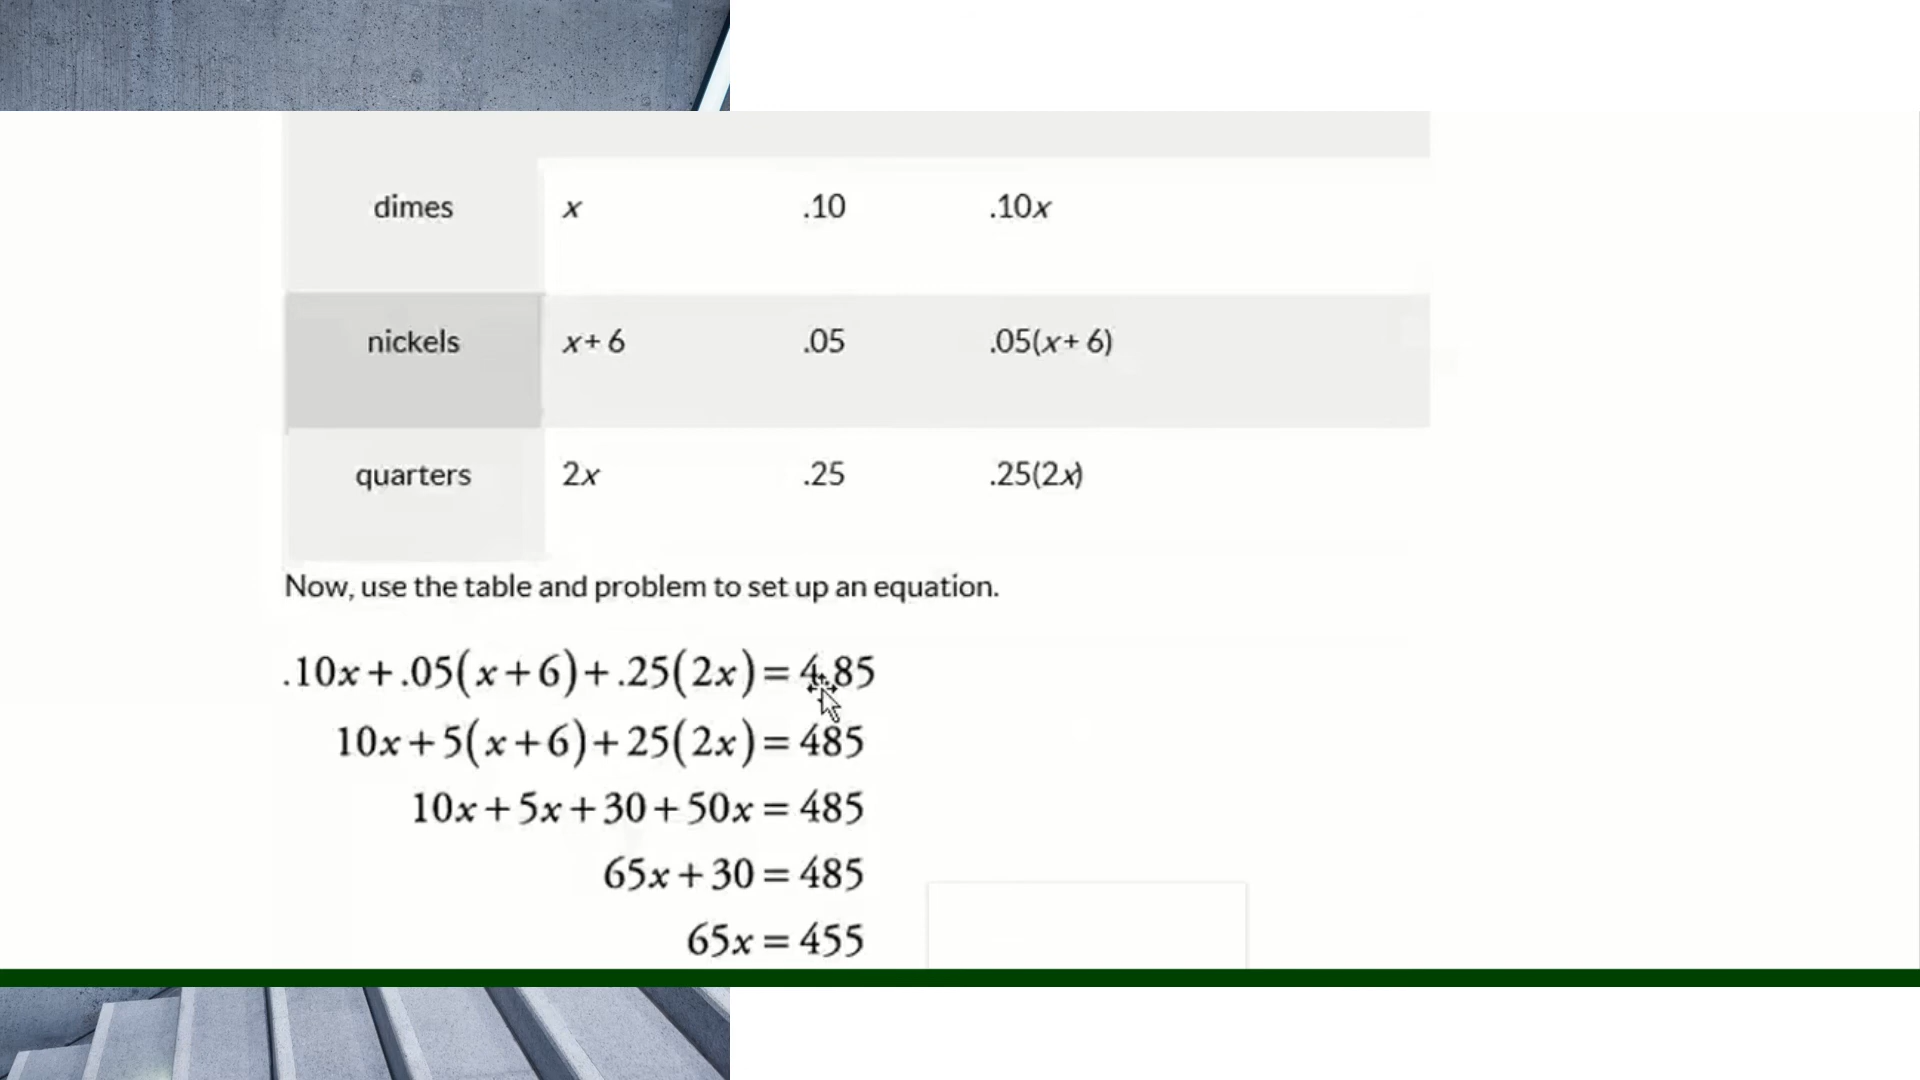 dimes x .10 .10x
nickels x+ 6 .05 .05(x+ 6)
quarters 2x .25 .25(2x)
Now, use the table and problem to set up an equation.
.10x+.05(x+6)+.25(2x)=4.85
10x+5(x+6)+25(2x)=485
10x+5x+30+50x=485
65x+30=485
65x=455